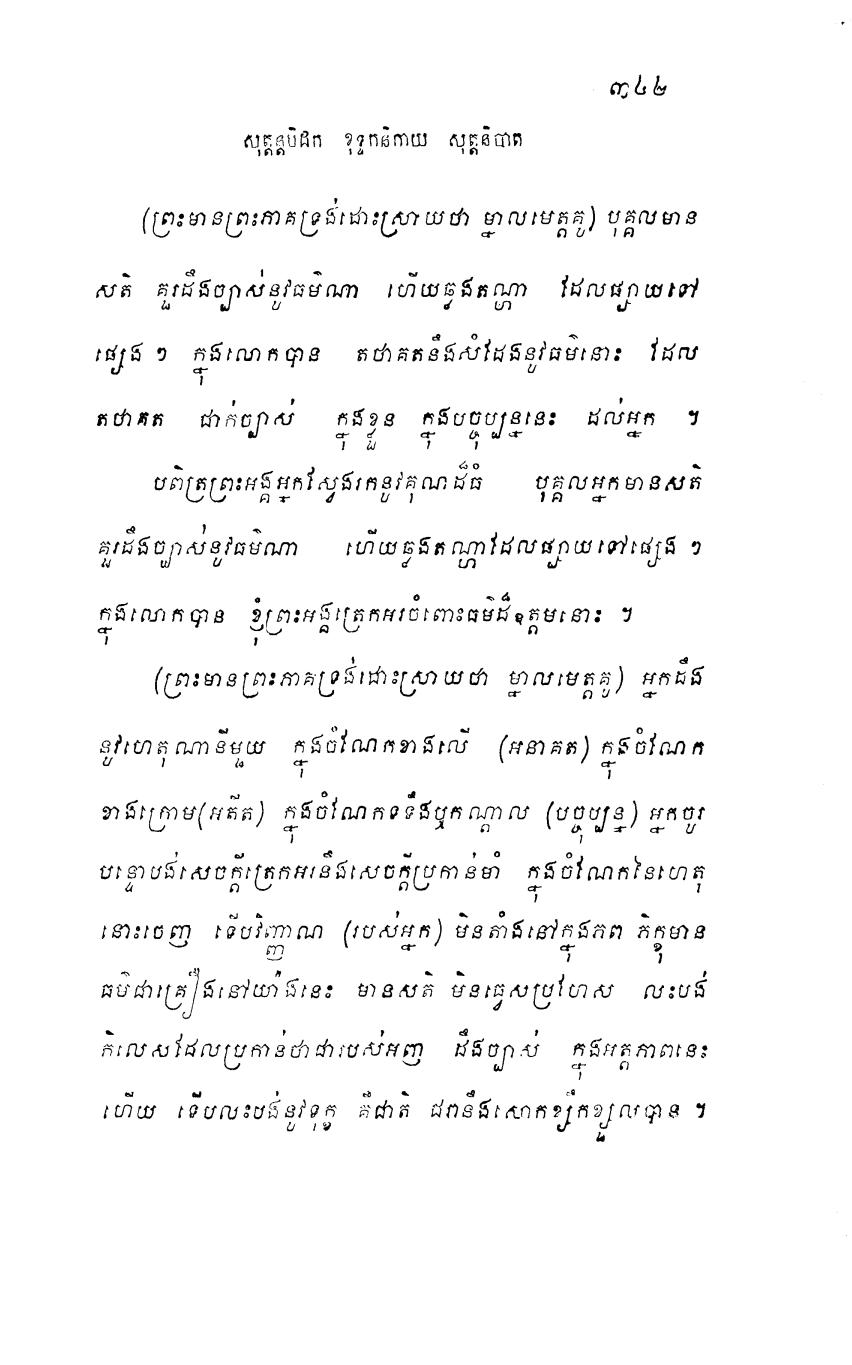 ៣៤២
សុត្តន្តបិដក ខុទ្ទកនិកាយ សុត្តនិបាត
(ព្រះមានព្រះភាគទ្រង់ដោះស្រាយថា ម្នាលមេត្តគូ) បុគ្គលមាន
សតិ គួរដឹងច្បាស់នូវធម៌ណា ហើយឆ្លងតណ្ហា ដែលផ្សាយទៅ
ផ្សេង ៗ ក្នុងលោកបាន តថាគតនឹងសំដែងនូវធម៌នោះ ដែល
តថាគត ជាក់ច្បាស់ ក្នុងខ្លួន ក្នុងបច្ចុប្បន្ននេះ ដល់អ្នក ។
បពិត្រព្រះអង្គអ្នកស្វែងរកនូវគុណដ៏ធំ បុគ្គលអ្នកមានសតិ
គួរដឹងច្បាស់នូវធម៌ណា ហើយឆ្លងតណ្ហាដែលផ្សាយទៅផ្សេង ៗ
ក្នុងលោកបាន ខ្ញុំព្រះអង្គត្រេកអរចំពោះធម៌ដ៏ឧត្តមនោះ ។
(ព្រះមានព្រះភាគទ្រង់ដោះស្រាយថា ម្នាលមេត្តគូ) អ្នកដឹង
នូវហេតុណានីមួយ ក្នុងចំណែកខាងលើ (អនាគត) ក្នុងចំណែក
ខាងក្រោម(អតីត) ក្នុងចំណែកទទឹងឬកណ្តាល (បច្ចុប្បន្ន) អ្នកចូរ
បន្ទោបង់សេចក្តីត្រេកអរនឹងសេចក្តីប្រកាន់មាំ ក្នុងចំណែកនៃហេតុ
នោះចេញ ទើបវិញ្ញាណ (របស់អ្នក) មិនតាំងនៅក្នុងភព ភិក្ខុមាន
ធម៌ជាគ្រឿងនៅយ៉ាងនេះ មានសតិ មិនធ្វេសប្រហែស លះបង់
កិលេសដែលប្រកាន់ថាជារបស់អញ ដឹងច្បាស់ ក្នុងអត្តភាពនេះ
ហើយ ទើបលះបង់នូវទុក្ខ គឺជាតិ ជរានឹងសោកខ្សឹកខ្សួលបាន ។